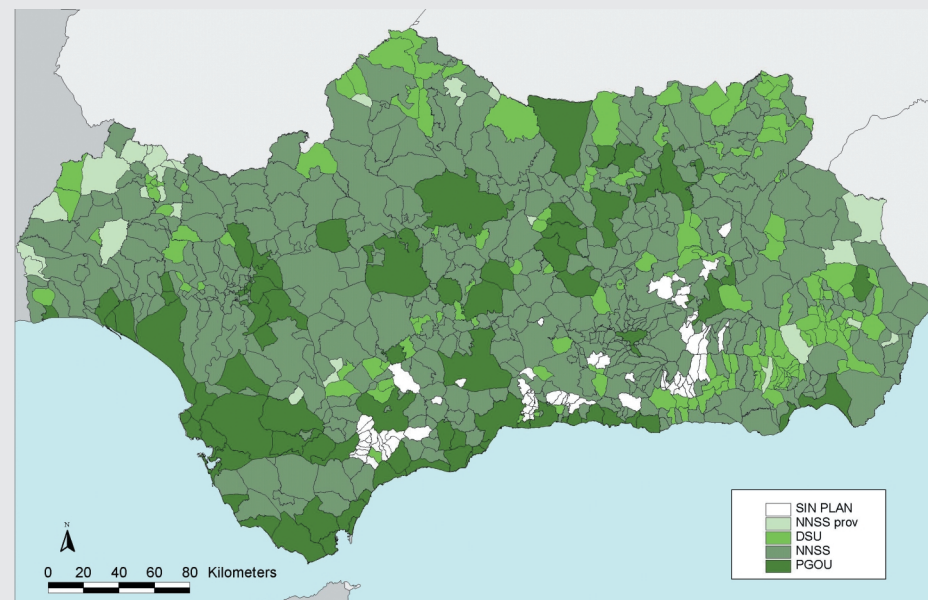 SIN PLAN
NNSS prov
DSU
NNSS
PGOU
N
0 20 40 60 80 Kilometers